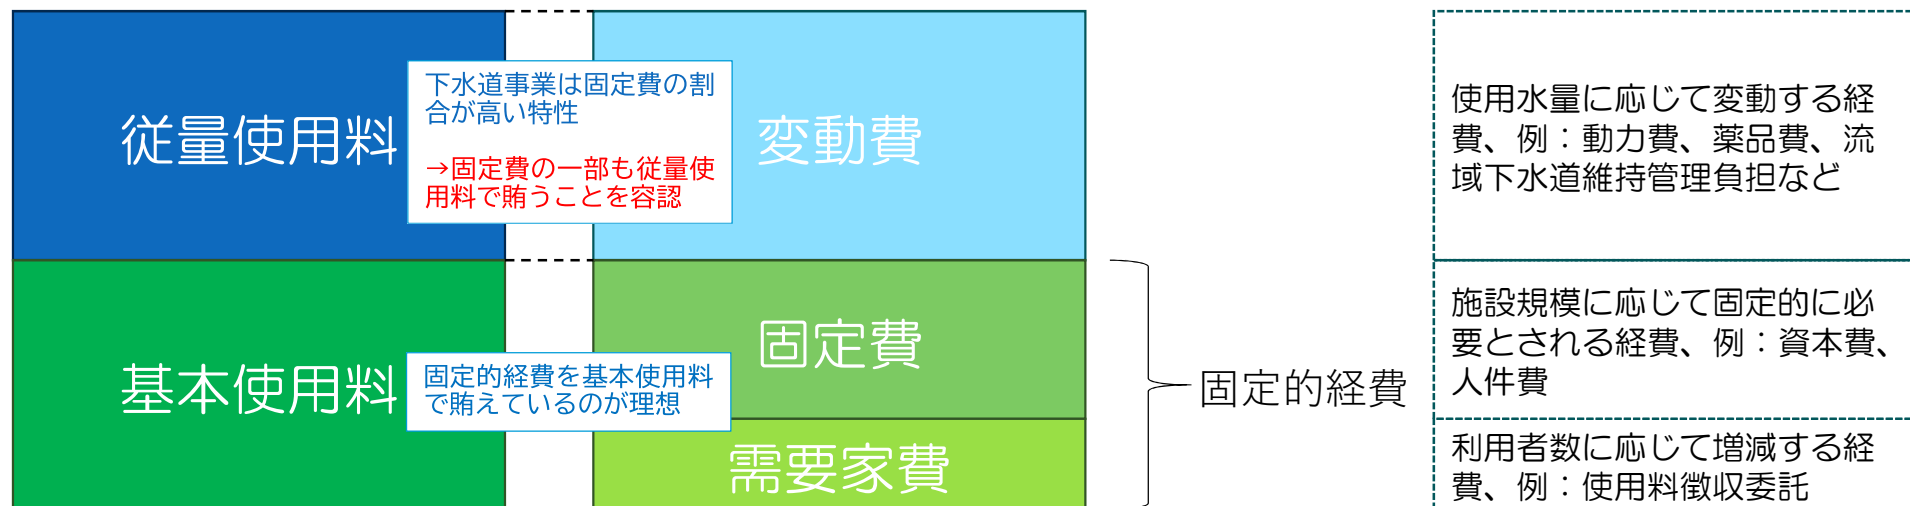 従量使用料
下水道事業は固定費の割
合が高い特性
→固定費の一部も従量使
用料で賄うことを容認
変動費
使用水量に応じて変動する経
費、例：動力費、薬品費、流
域下水道維持管理負担など
基本使用料
固定的経費を基本使用料
で賄えているのが理想
固定費
需要家費
固定的経費
施設規模に応じて固定的に必
要とされる経費、例：資本費、
人件費
利用者数に応じて増減する経
費、例：使用料徴収委託